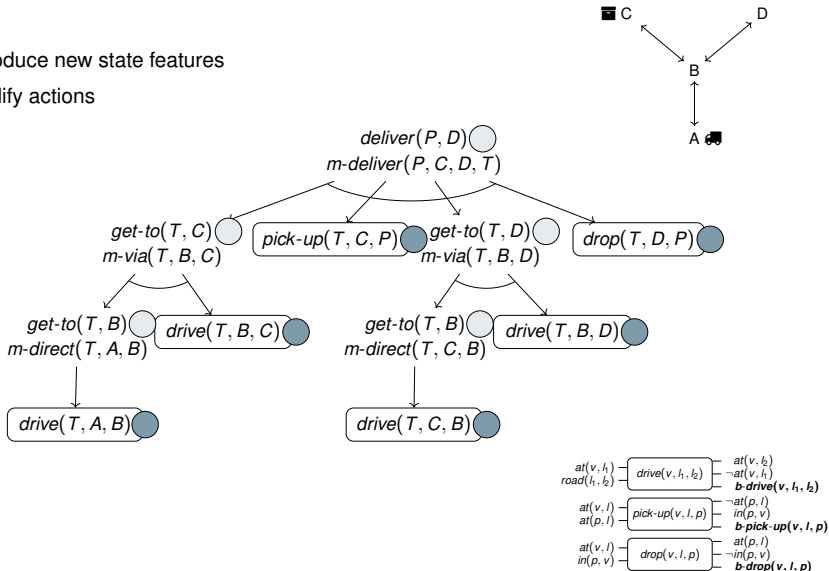 C
D
oduce new state features
B
lify actions
A
deliver(P, D)
m-deliver(P, C, D, T)
get-to(T, C)
m-via(T, B, C)
pick-up(T, C, P)
get-to(T, D)
m-via(T, B, D)
drop(T, D, P)
get-to(T, B)
m-direct(T, A, B)
drive(T, B, C)
get-to(T, B)
m-direct(T, C, B)
drive(T, B, D)
drive(T, A, B)
drive(T, C, B)
at(v, l₁)
road(l₁, l₂)
drive(v, l₁, l₂)
at(v, l₂)
¬at(v, l₁)
b-drive(v, l₁, l₂)
at(v, l)
at(p, l)
pick-up(v, l, p)
¬at(p, l)
in(p, v)
b-pick-up(v, l, p)
at(v, l)
in(p, v)
drop(v, l, p)
at(p, l)
¬in(p, v)
b-drop(v, l, p)